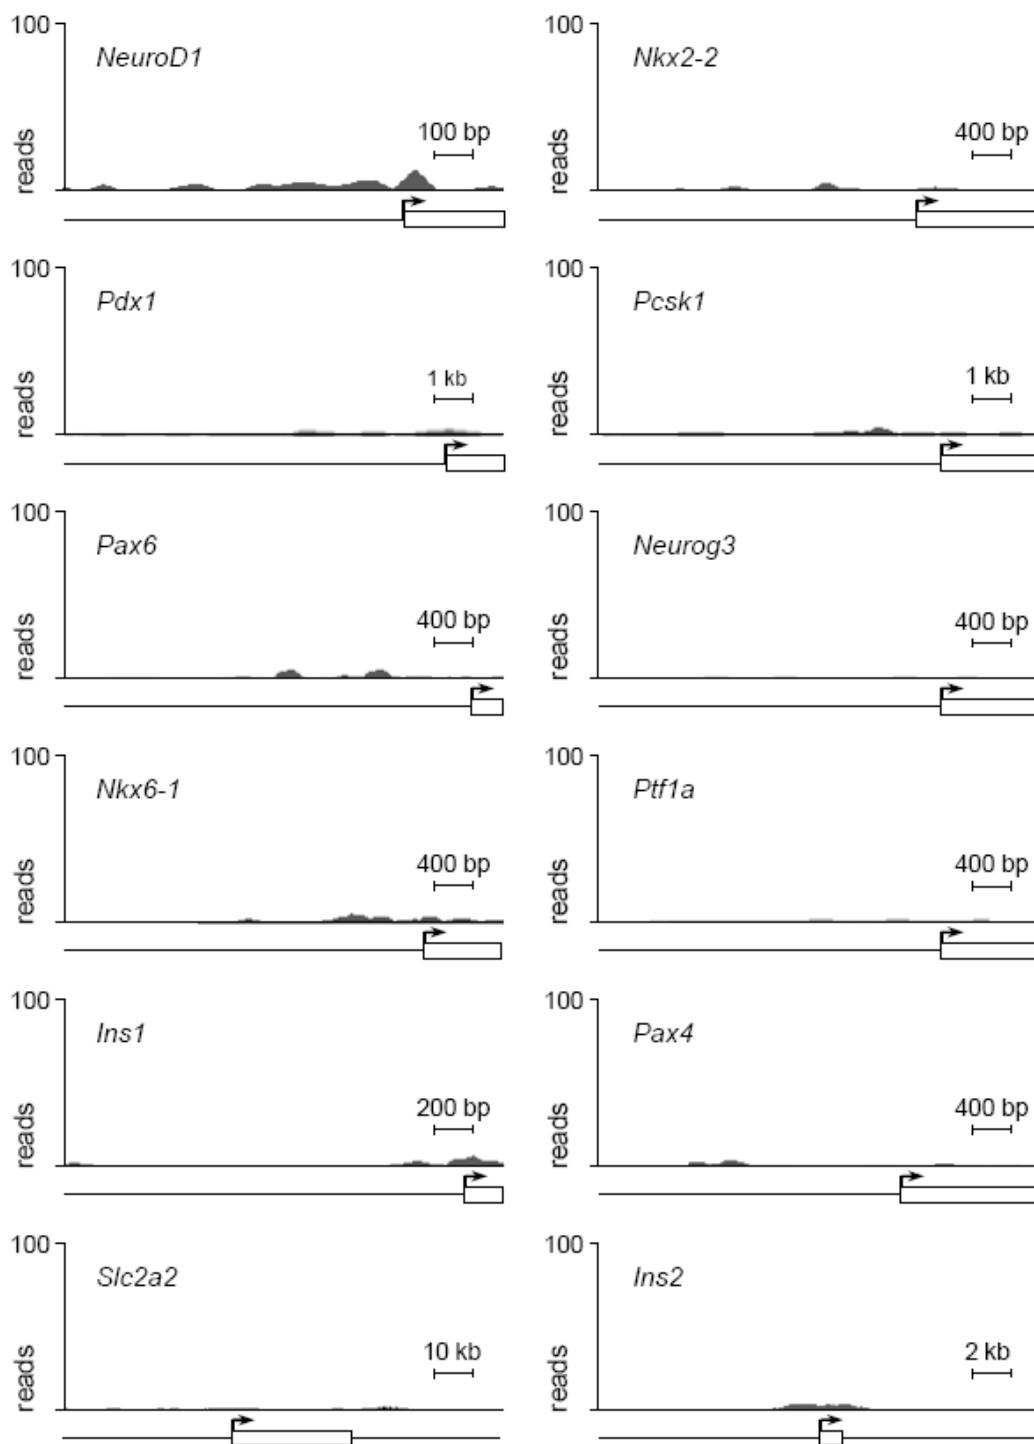 100
NeuroD1
100 bp
reads
100
Nkx2-2
400 bp
reads
100
Pdx1
1 kb
reads
100
Pcsk1
1 kb
reads
100
Pax6
400 bp
reads
100
Neurog3
400 bp
reads
100
Nkx6-1
400 bp
reads
100
Ptf1a
400 bp
reads
100
Ins1
200 bp
reads
100
Pax4
400 bp
reads
100
Slc2a2
10 kb
reads
100
Ins2
2 kb
reads